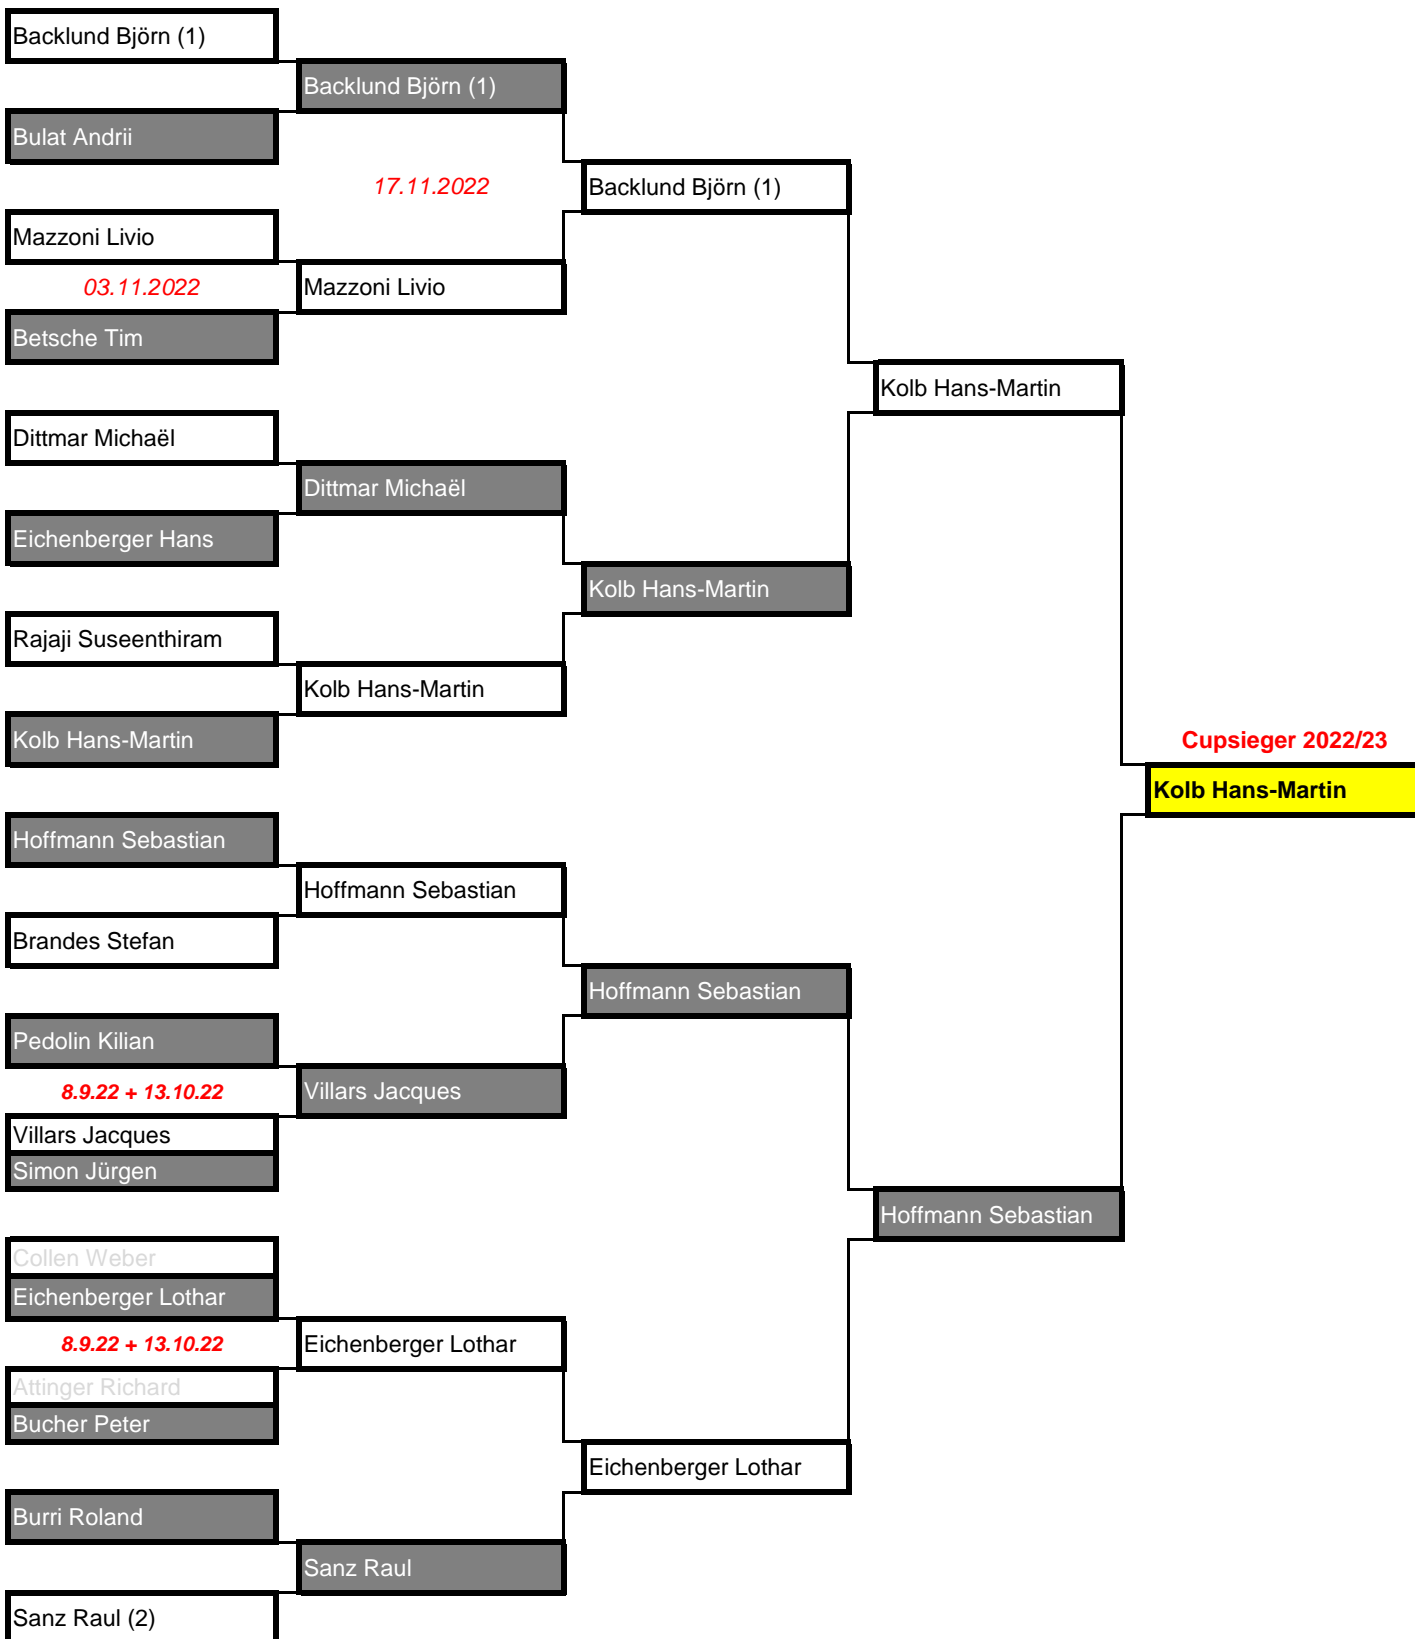 Backlund Björn (1)
Backlund Björn (1)
Bulat Andrii
17.11.2022
Backlund Björn (1)
Mazzoni Livio
03.11.2022
Mazzoni Livio
Betsche Tim
Kolb Hans-Martin
Dittmar Michaël
Dittmar Michaël
Eichenberger Hans
Kolb Hans-Martin
Rajaji Suseenthiram
Kolb Hans-Martin
Kolb Hans-Martin
Cupsieger 2022/23
Kolb Hans-Martin
Hoffmann Sebastian
Hoffmann Sebastian
Brandes Stefan
Hoffmann Sebastian
Pedolin Kilian
8.9.22 + 13.10.22
Villars Jacques
Villars Jacques
Simon Jürgen
Hoffmann Sebastian
Collen Weber
Eichenberger Lothar
8.9.22 + 13.10.22
Eichenberger Lothar
Attinger Richard
Bucher Peter
Eichenberger Lothar
Burri Roland
Sanz Raul
Sanz Raul (2)